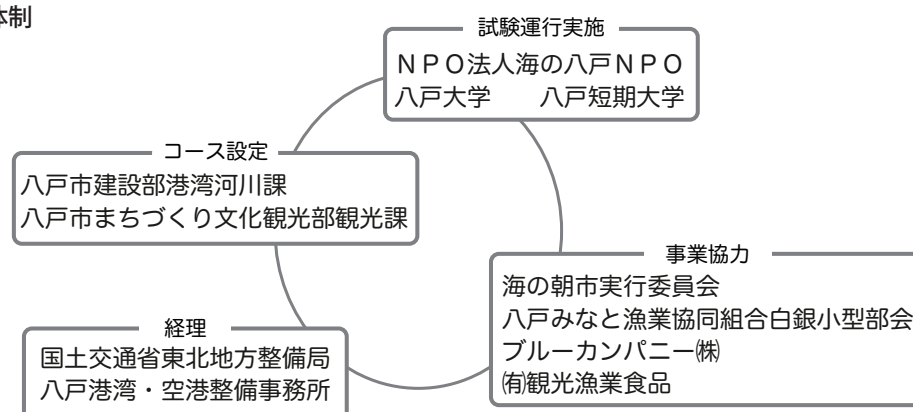 体制
試験運行実施
ＮＰＯ法人海の八戸ＮＰＯ
八戸大学　　八戸短期大学
コース設定
八戸市建設部港湾河川課
八戸市まちづくり文化観光部観光課
事業協力
海の朝市実行委員会
八戸みなと漁業協同組合白銀小型部会
ブルーカンパニー㈱
㈲観光漁業食品
経理
国土交通省東北地方整備局
八戸港湾・空港整備事務所